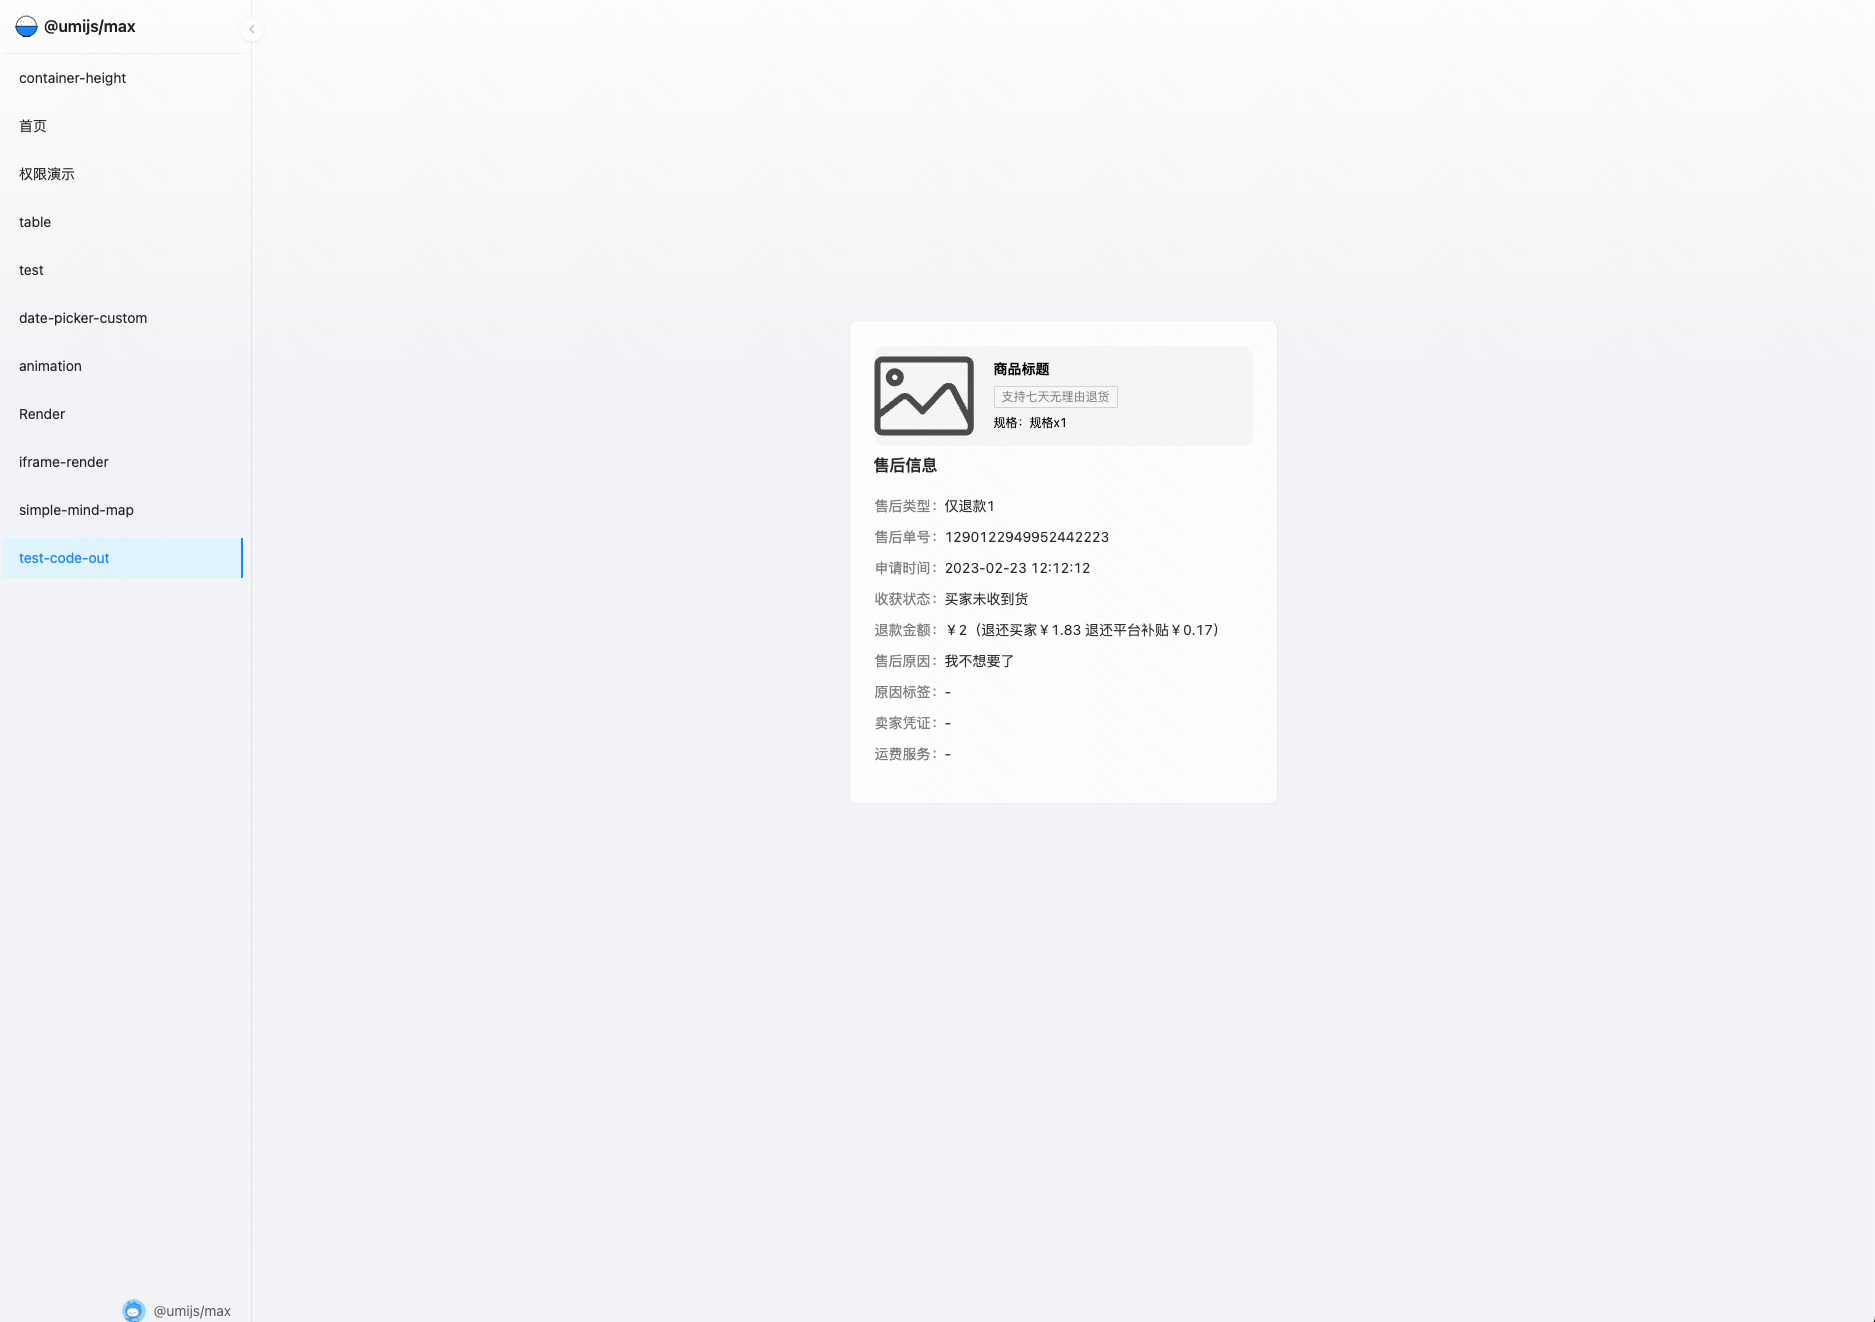 @umijs/max
container-height
首页
权限演示
table
test
date-picker-custom
animation
Render
iframe-render
simple-mind-map
test-code-out
商品标题
支持七天无理由退货
规格：规格x1
售后信息
售后类型：仅退款1
售后单号：1290122949952442223
申请时间：2023-02-23 12:12:12
收获状态：买家未收到货
退款金额：￥2（退还买家￥1.83 退还平台补贴￥0.17）
售后原因：我不想要了
原因标签：-
卖家凭证：-
运费服务：-
@umijs/max